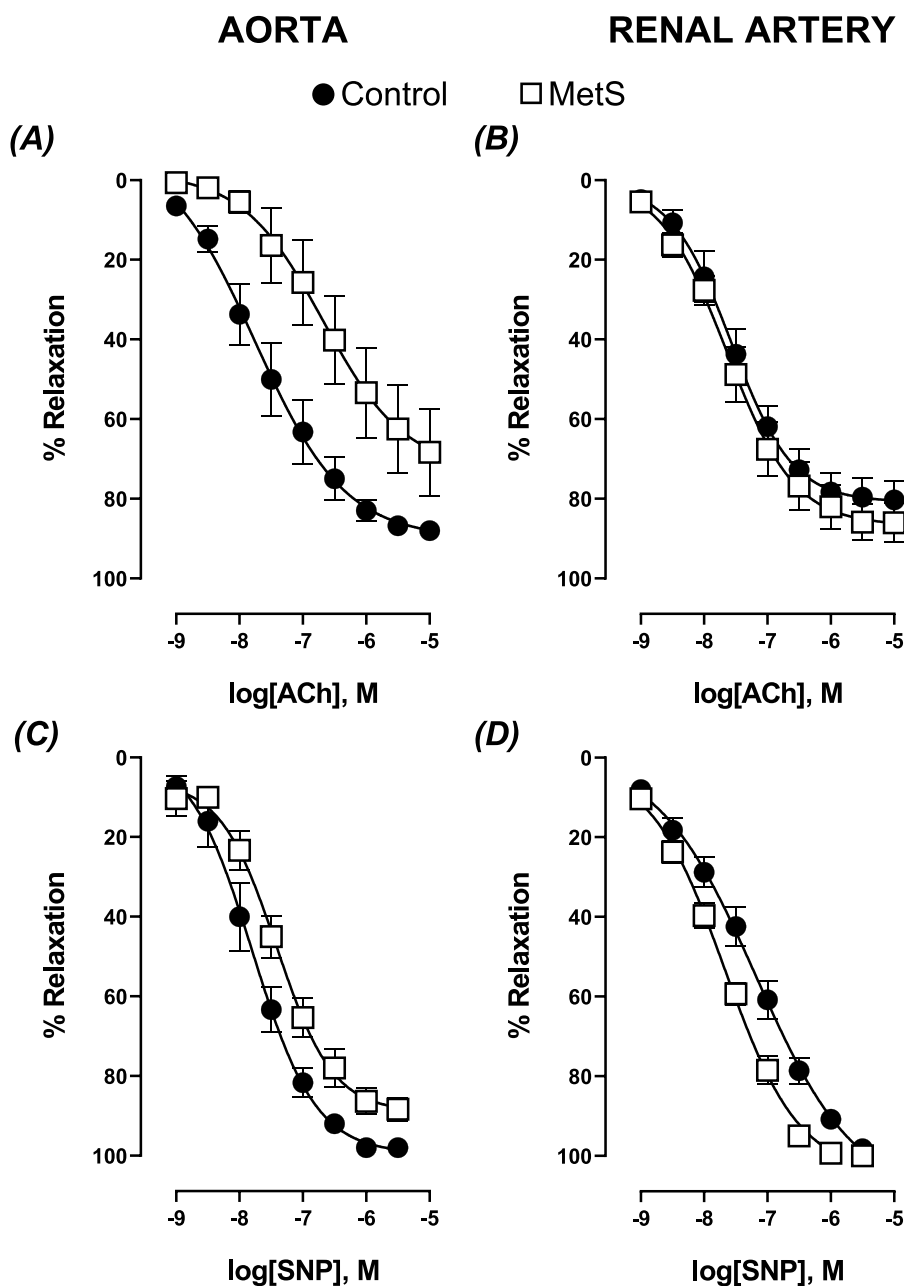 AORTA RENAL ARTERY
Control MetS
(A) (B)
0 0
20 20
% Relaxation % Relaxation
40 40
60 60
80 80
100 100
-9 -8 -7 -6 -5 -9 -8 -7 -6 -5
log[ACh], M log[ACh], M
(C) (D)
0 0
20 20
% Relaxation % Relaxation
40 40
60 60
80 80
100 100
-9 -8 -7 -6 -5 -9 -8 -7 -6 -5
log[SNP], M log[SNP], M